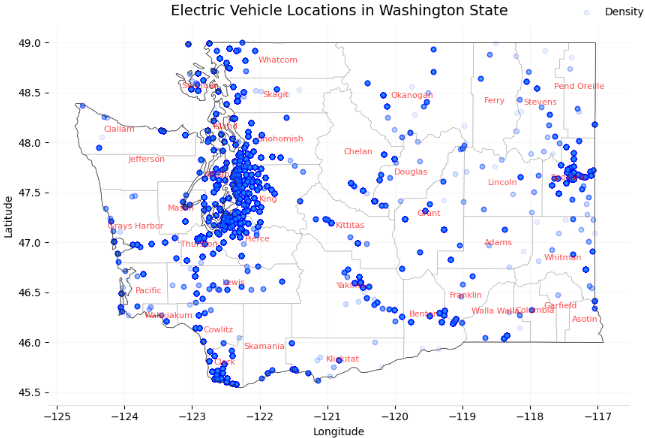 Electric Vehicle Locations in Washington State
Density
49.0
Whatcom
48.5
Skagit
Okanogan
Ferry
Stevens
Pend Oreille
Clallam
Island
Snohomish
48.0
Jefferson
Chelan
Douglas
Lincoln
47.5
Mason
King
Grant
Grays Harbor
Kittitas
47.0
Thurston
Pierce
Adams
Whitman
Lewis
46.5
Pacific
Yakima
Franklin
Benton
Walla Walla
Columbia
Garfield
Asotin
Wahkiakum
Cowlitz
46.0
Skamania
Clark
Klickitat
45.5
−125
−124
−123
−122
−121
−120
−119
−118
−117
Longitude
Latitude